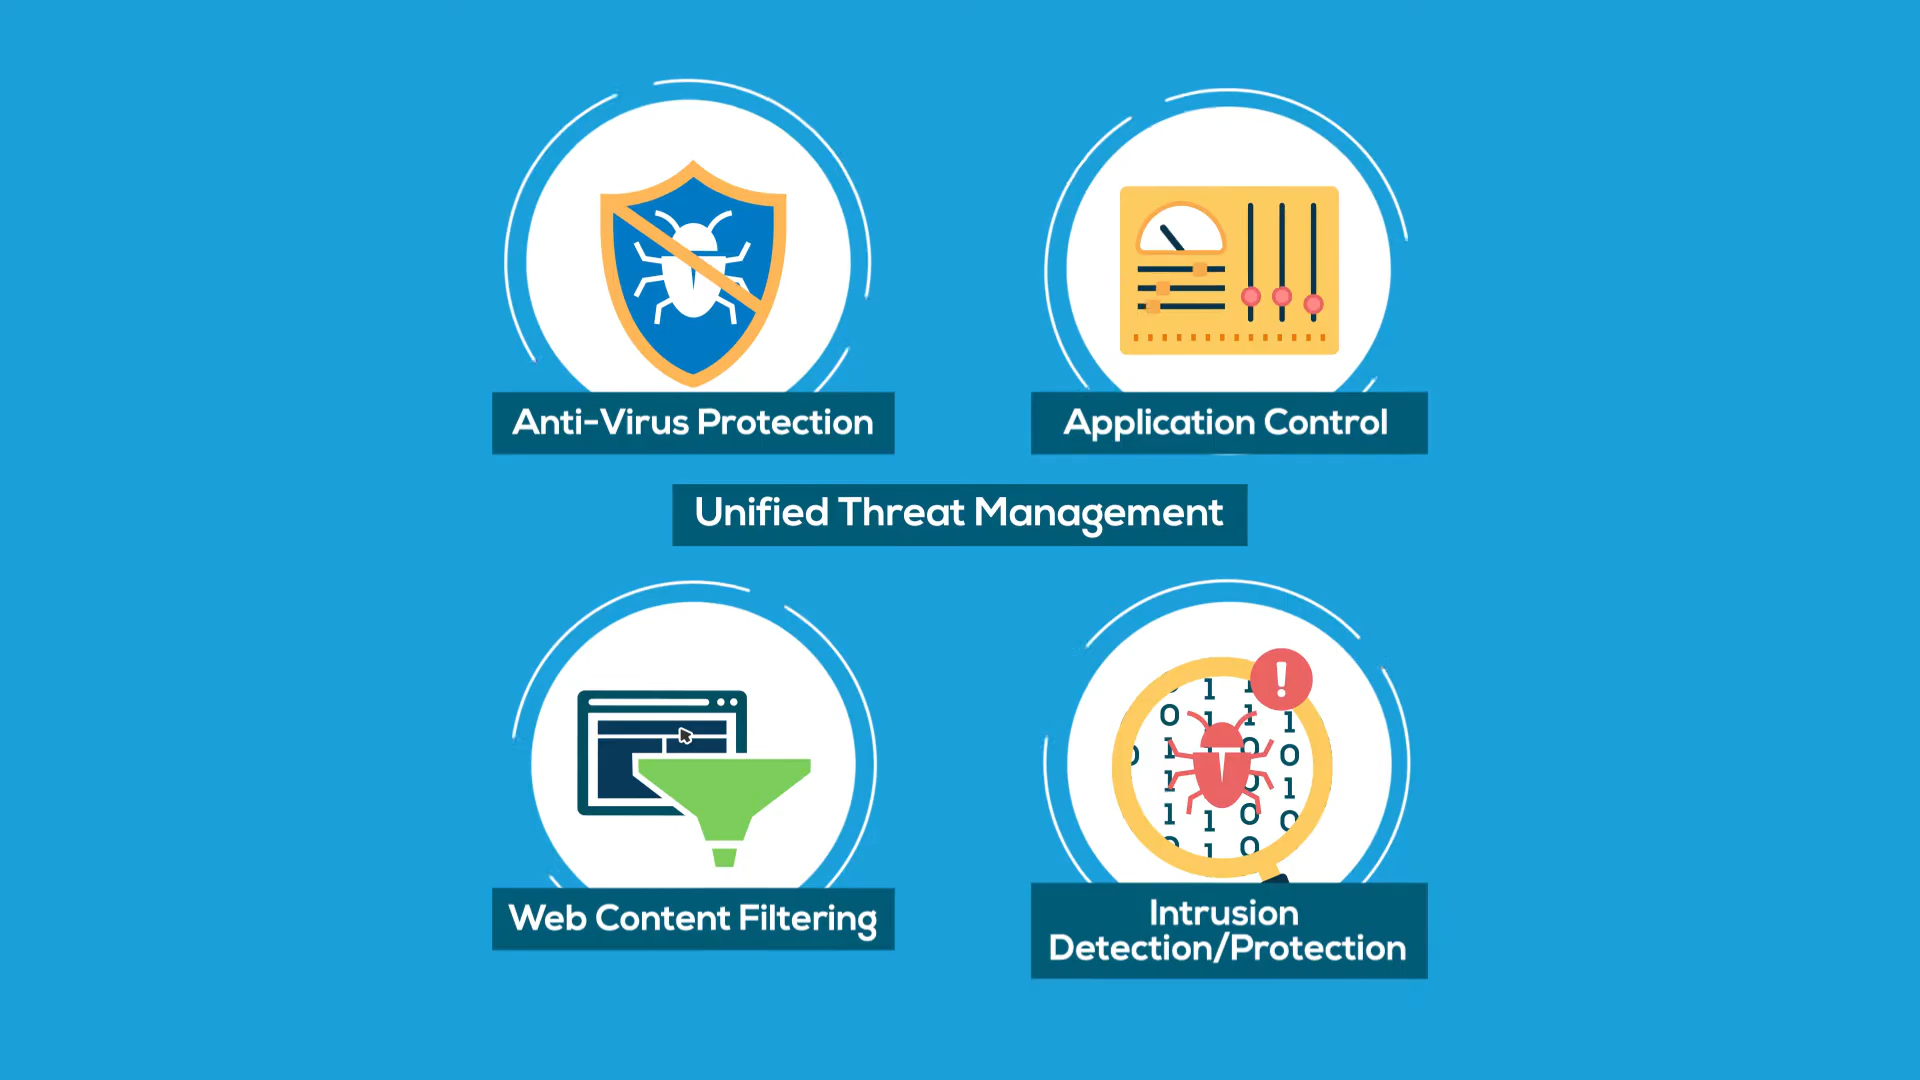 Anti-Virus Protection
Application Control
Unified Threat Management
Web Content Filtering
Intrusion
Detection/Protection